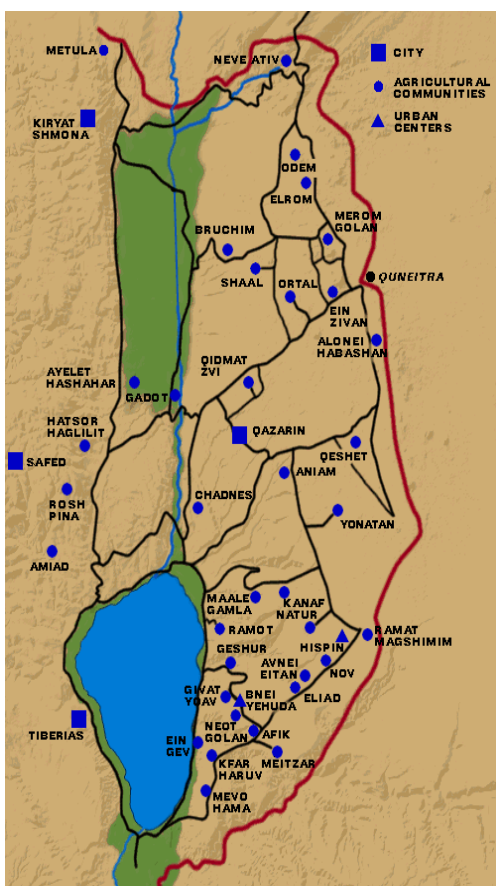 METULA
NEVE ATIV
CITY
AGRICULTURAL
COMMUNITIES
URBAN
CENTERS
KIRYAT
SHMONA
ODEM
ELROM
MEROM
GOLAN
BRUCHIM
SHAAL
ORTAL
QUNEITRA
EIN
ZIVAN
ALONEI
HABASHAN
QIDMAT
ZVI
AYELET
HASHAHAR
GADOT
HATSOR
HAGLILIT
QAZARIN
SAFED
QESHET
ANIAM
ROSH
PINA
CHADNES
YONATAN
AMIAD
MAALE
GAMLA
KANAF
NATUR
RAMOT
HISPIN
RAMAT
MAGSHIMIM
GESHUR
AVNEI
EITAN
NOV
GIVAT
YOAV
BNEI
YEHUDA
ELIAD
TIBERIAS
NEOT
GOLAN
AFIK
EIN
GEV
KFAR
HARUV
MEITZAR
MEVO
HAMA